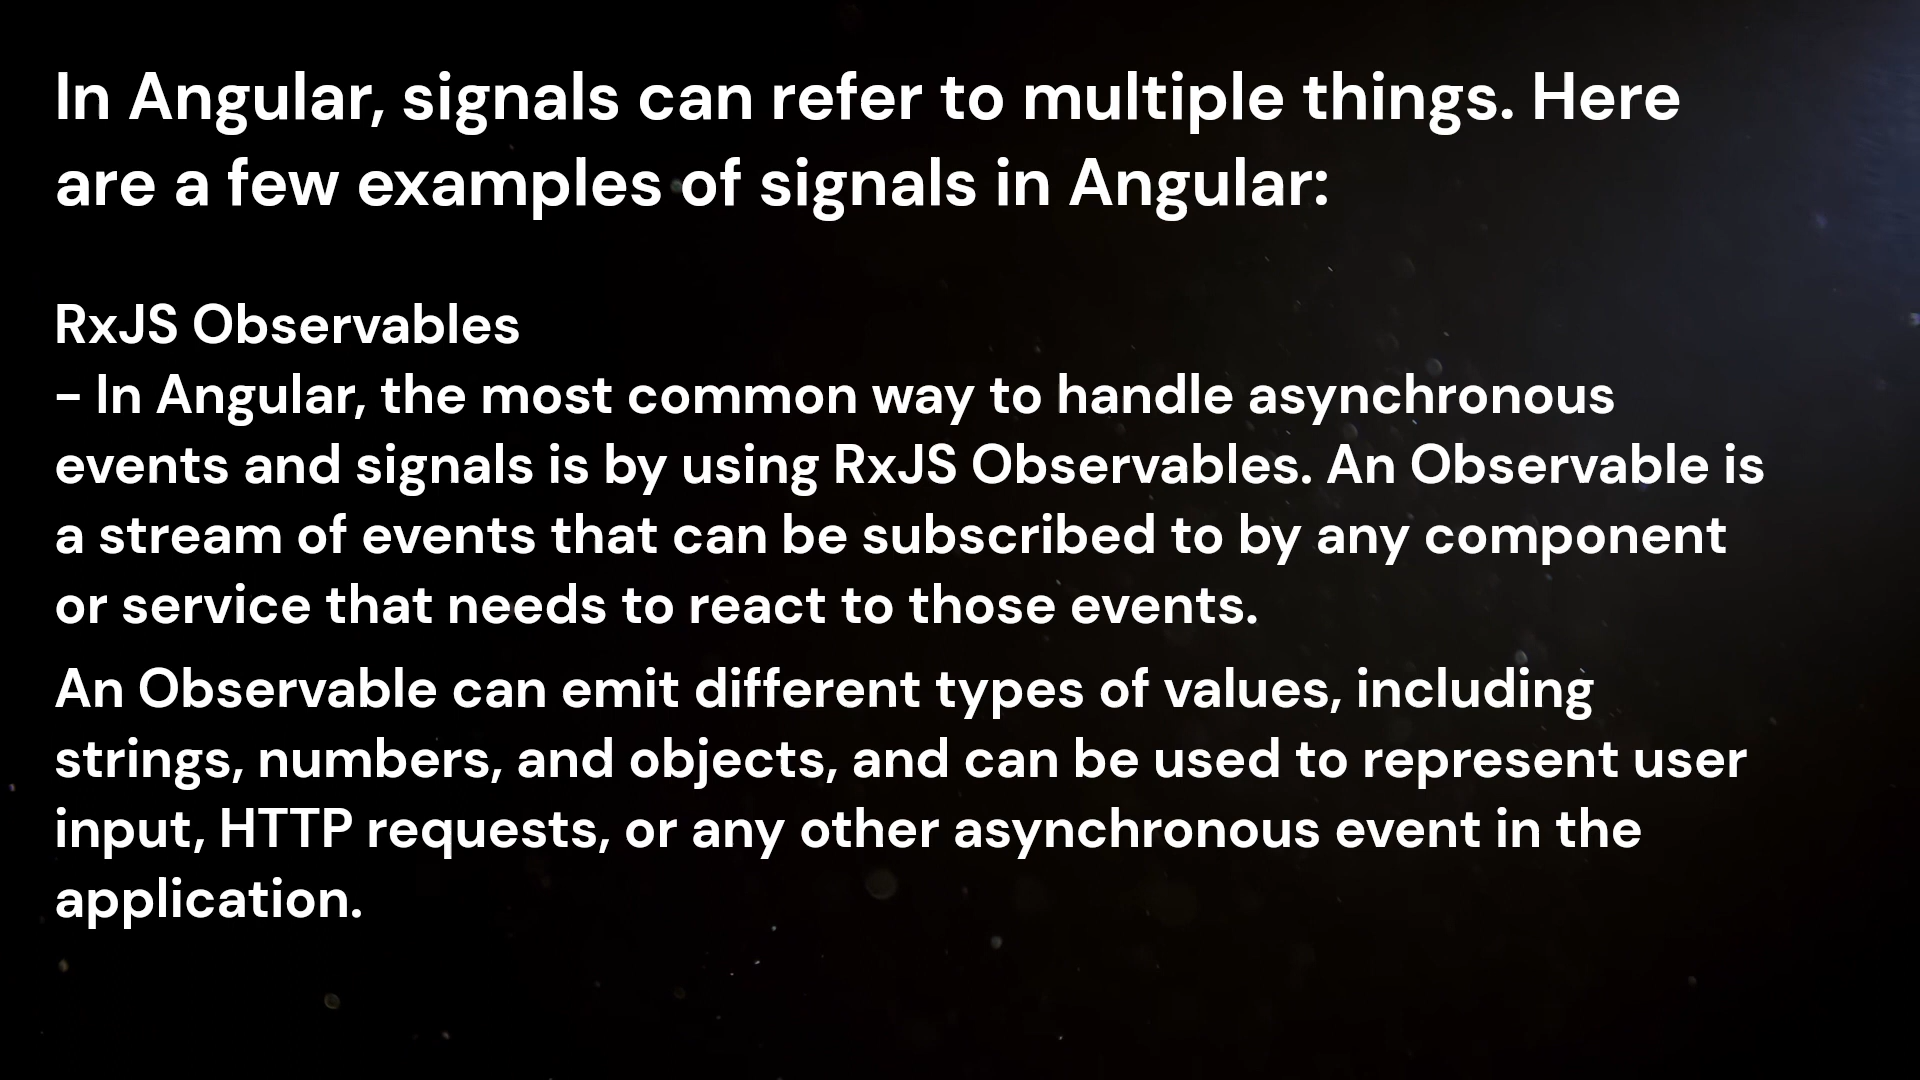 In Angular, signals can refer to multiple things. Here
are a few examples of signals in Angular:
RxJS Observables
– In Angular, the most common way to handle asynchronous
events and signals is by using RxJS Observables. An Observable is
a stream of events that can be subscribed to by any component
or service that needs to react to those events.
An Observable can emit different types of values, including
strings, numbers, and objects, and can be used to represent user
input, HTTP requests, or any other asynchronous event in the
application.